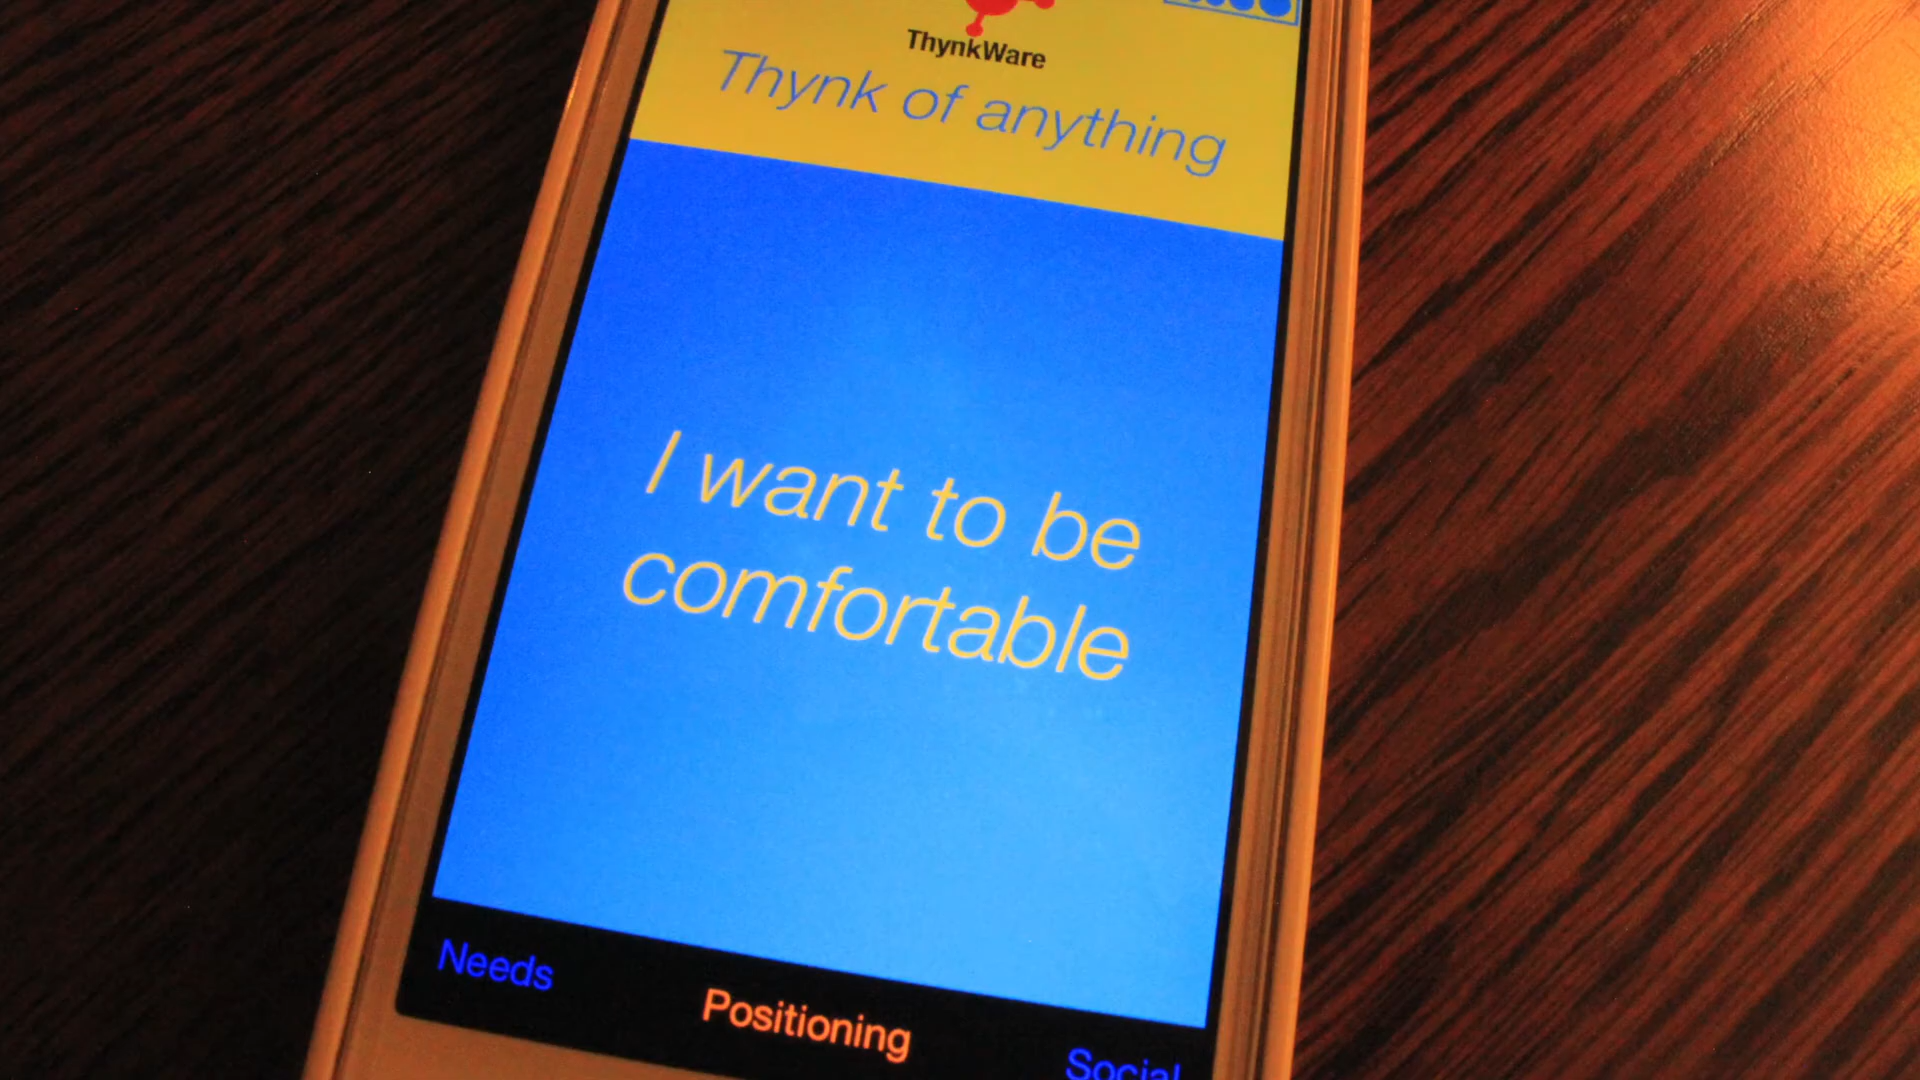 ThynkWare
Thynk of anything
I want to be
comfortable
Needs
Positioning
Social